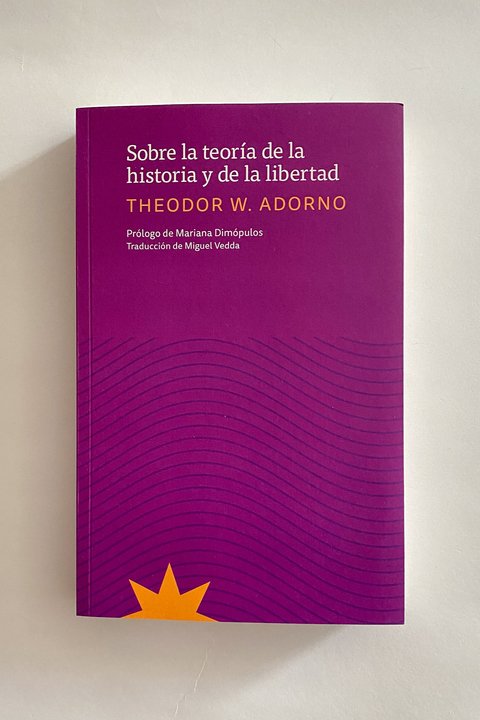 Sobre la teoría de la
historia y de la libertad
THEODOR W. ADORNO
Prólogo de Mariana Dimópulos
Traducción de Miguel Vedda